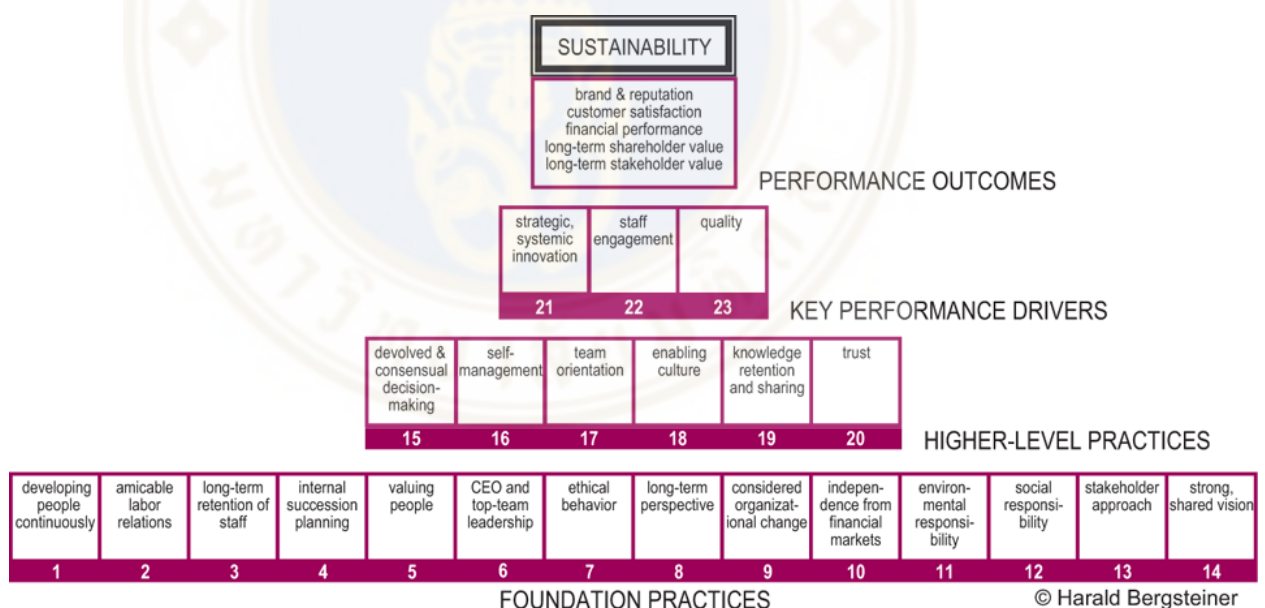 SUSTAINABILITY
brand & reputation
customer satisfaction
financial performance
long-term shareholder value
long-term stakeholder value
PERFORMANCE OUTCOMES
strategic,
systemic
innovation
21
staff
engagement
22
quality
23
KEY PERFORMANCE DRIVERS
devolved &
consensual
decision-
making
15
self-
management
16
team
orientation
17
enabling
culture
18
knowledge
retention
and sharing
19
trust
20
HIGHER-LEVEL PRACTICES
developing
people
continuously
1
amicable
labor
relations
2
long-term
retention of
staff
3
internal
succession
planning
4
valuing
people
5
CEO and
top-team
leadership
6
ethical
behavior
7
long-term
perspective
8
considered
organizat-
ional change
9
indepen-
dence from
financial
markets
10
environ-
mental
responsi-
bility
11
social
responsi-
bility
12
stakeholder
approach
13
strong,
shared vision
14
FOUNDATION PRACTICES
© Harald Bergsteiner